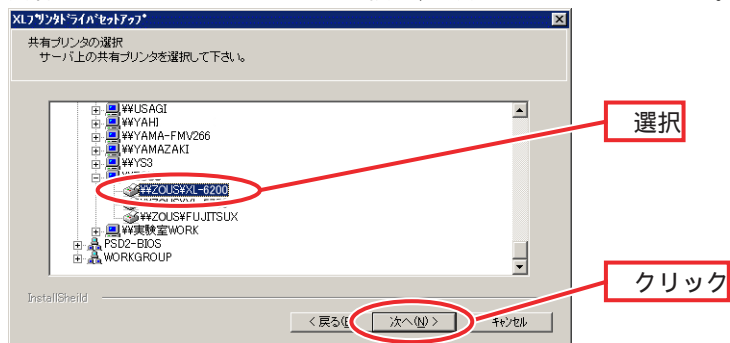 XLプリンタドライバセットアップ
共有プリンタの選択
サーバ上の共有プリンタを選択して下さい。
¥¥USAGI
¥¥YAHI
¥¥YAMA-FMV266
¥¥YAMAZAKI
¥¥YS3
選択
¥¥ZOUS¥XL-6200
¥¥ZOUS¥FUJITSUX
¥¥実験室WORK
PSD2-BIOS
WORKGROUP
クリック
InstallSheild
< 戻る(B
次へ(N) >
キャンセル